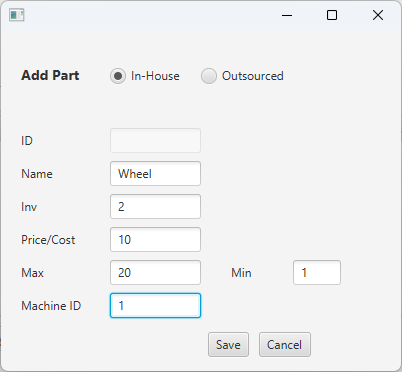 Add Part In-House Outsourced
ID
Name Wheel
Inv 2
Price/Cost 10
Max 20 Min 1
Machine ID 1
Save Cancel